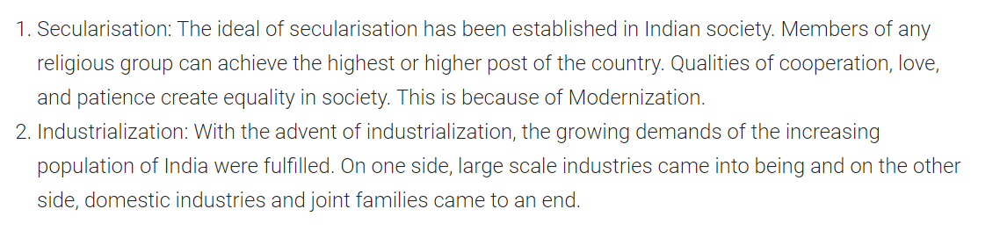 1. Secularisation: The ideal of secularisation has been established in Indian society. Members of any
religious group can achieve the highest or higher post of the country. Qualities of cooperation, love,
and patience create equality in society. This is because of Modernization.
2. Industrialization: With the advent of industrialization, the growing demands of the increasing
population of India were fulfilled. On one side, large scale industries came into being and on the other
side, domestic industries and joint families came to an end.